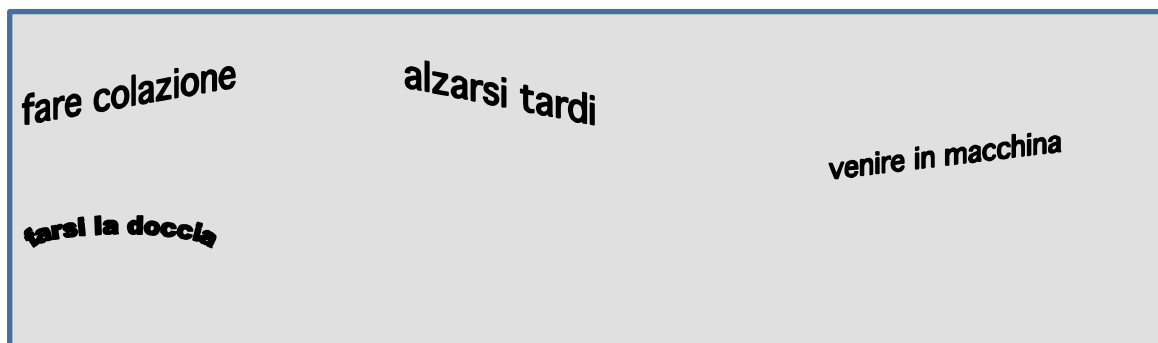 fare colazione
alzarsi tardi
venire in macchina
tarsi la doccia